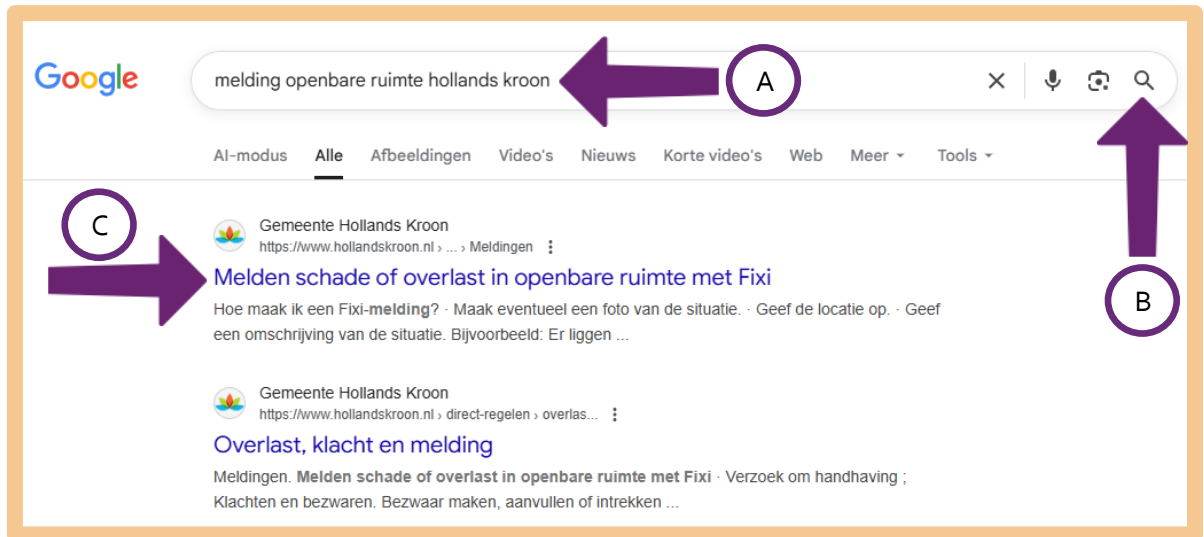 Google
melding openbare ruimte hollands kroon
A
AI-modus Alle Afbeeldingen Video's Nieuws Korte video's Web Meer Tools
C
Gemeente Hollands Kroon
https://www.hollandskroon.nl › ... › Meldingen
Melden schade of overlast in openbare ruimte met Fixi
Hoe maak ik een Fixi-melding? · Maak eventueel een foto van de situatie. · Geef de locatie op. · Geef
een omschrijving van de situatie. Bijvoorbeeld: Er liggen ...
B
Gemeente Hollands Kroon
https://www.hollandskroon.nl › direct-regelen › overlas...
Overlast, klacht en melding
Meldingen. Melden schade of overlast in openbare ruimte met Fixi · Verzoek om handhaving ;
Klachten en bezwaren. Bezwaar maken, aanvullen of intrekken ...